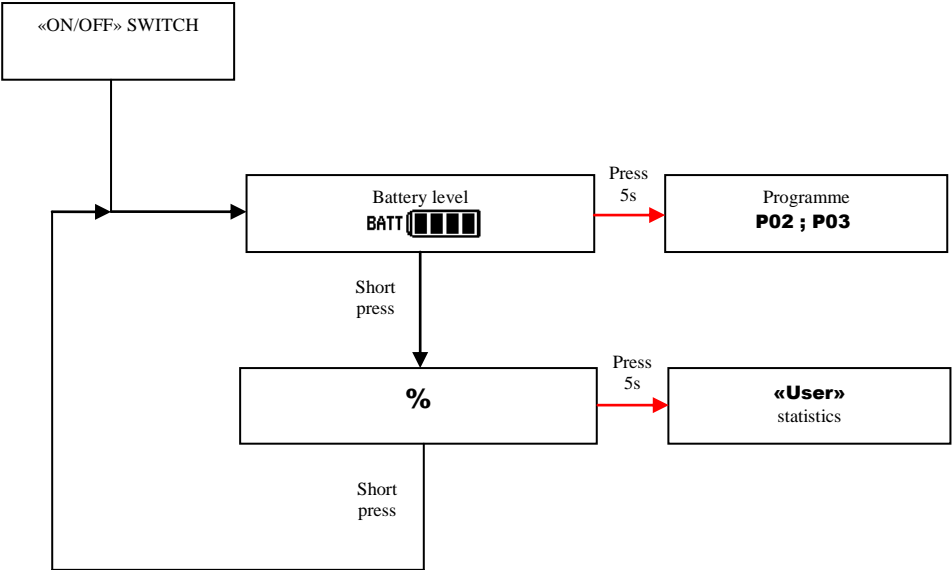 «ON/OFF» SWITCH
Battery level
BATT
Press
5s
Programme
P02 ; P03
Short
press
%
Press
5s
«User»
statistics
Short
press